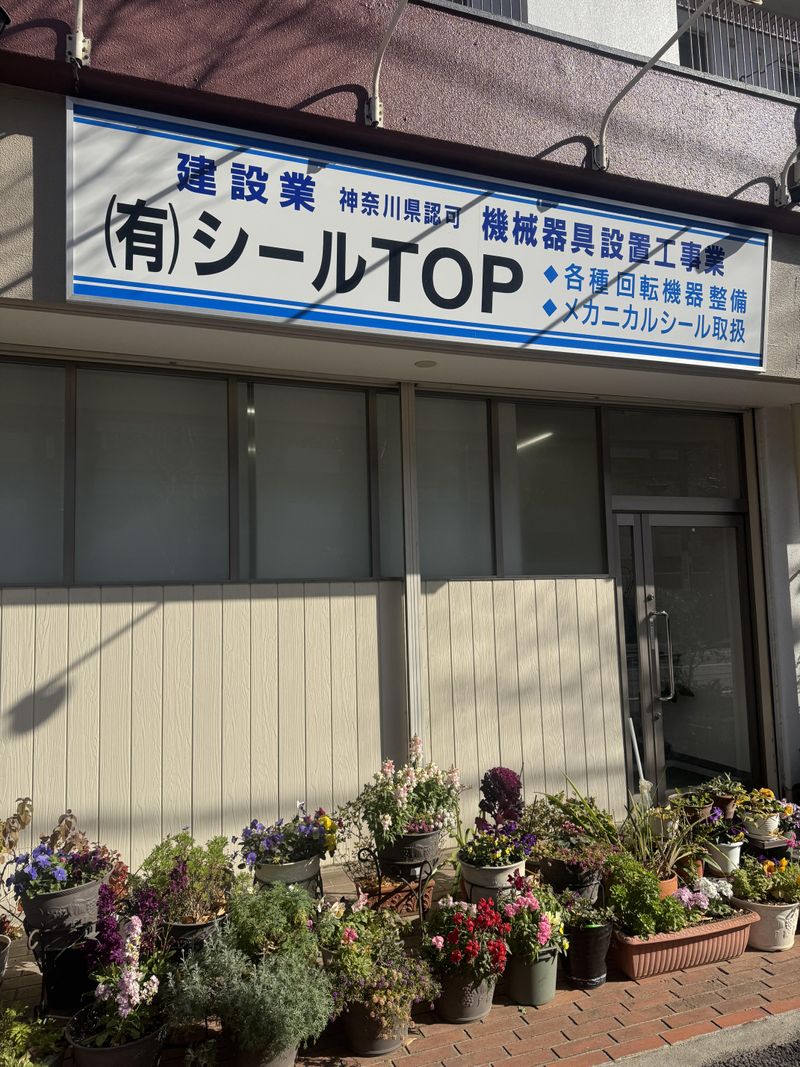 建設業 神奈川県認可 機械器具設置工事業
(有)シールTOP
◆各種回転機器整備
◆メカニカルシール取扱